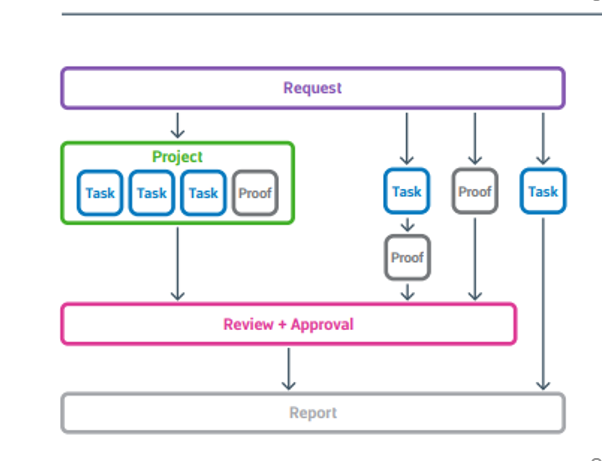 Request
Project
Task Task Task Proof
Task Proof Task
Proof
Review + Approval
Report